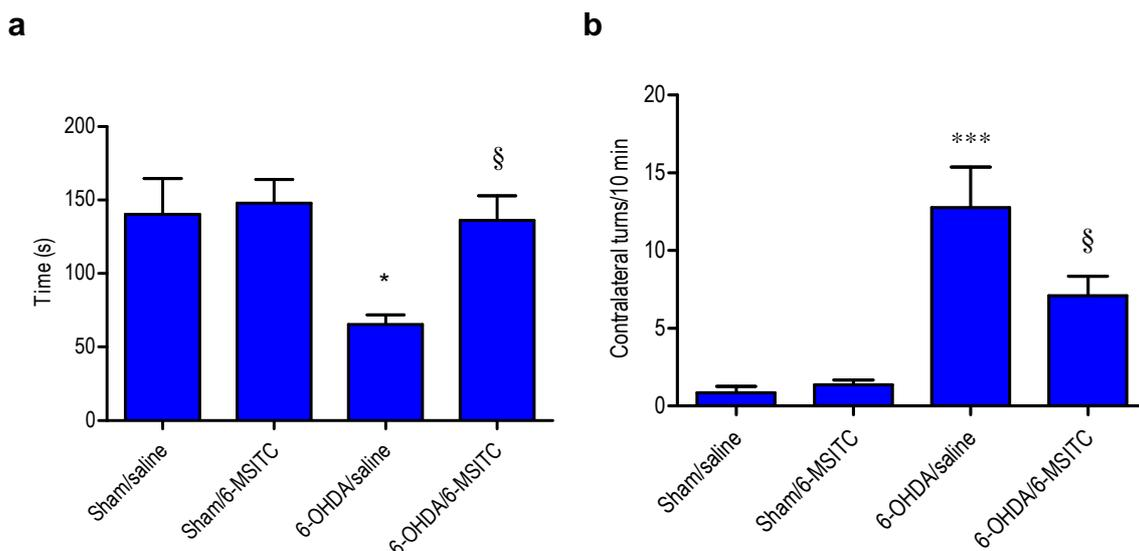 a
200
150
100
50
0
Time (s)
*
§
Sham/saline
Sham/6-MSITC
6-OHDA/saline
6-OHDA/6-MSITC
b
20
15
10
5
0
Contralateral turns/10 min
***
§
Sham/saline
Sham/6-MSITC
6-OHDA/saline
6-OHDA/6-MSITC